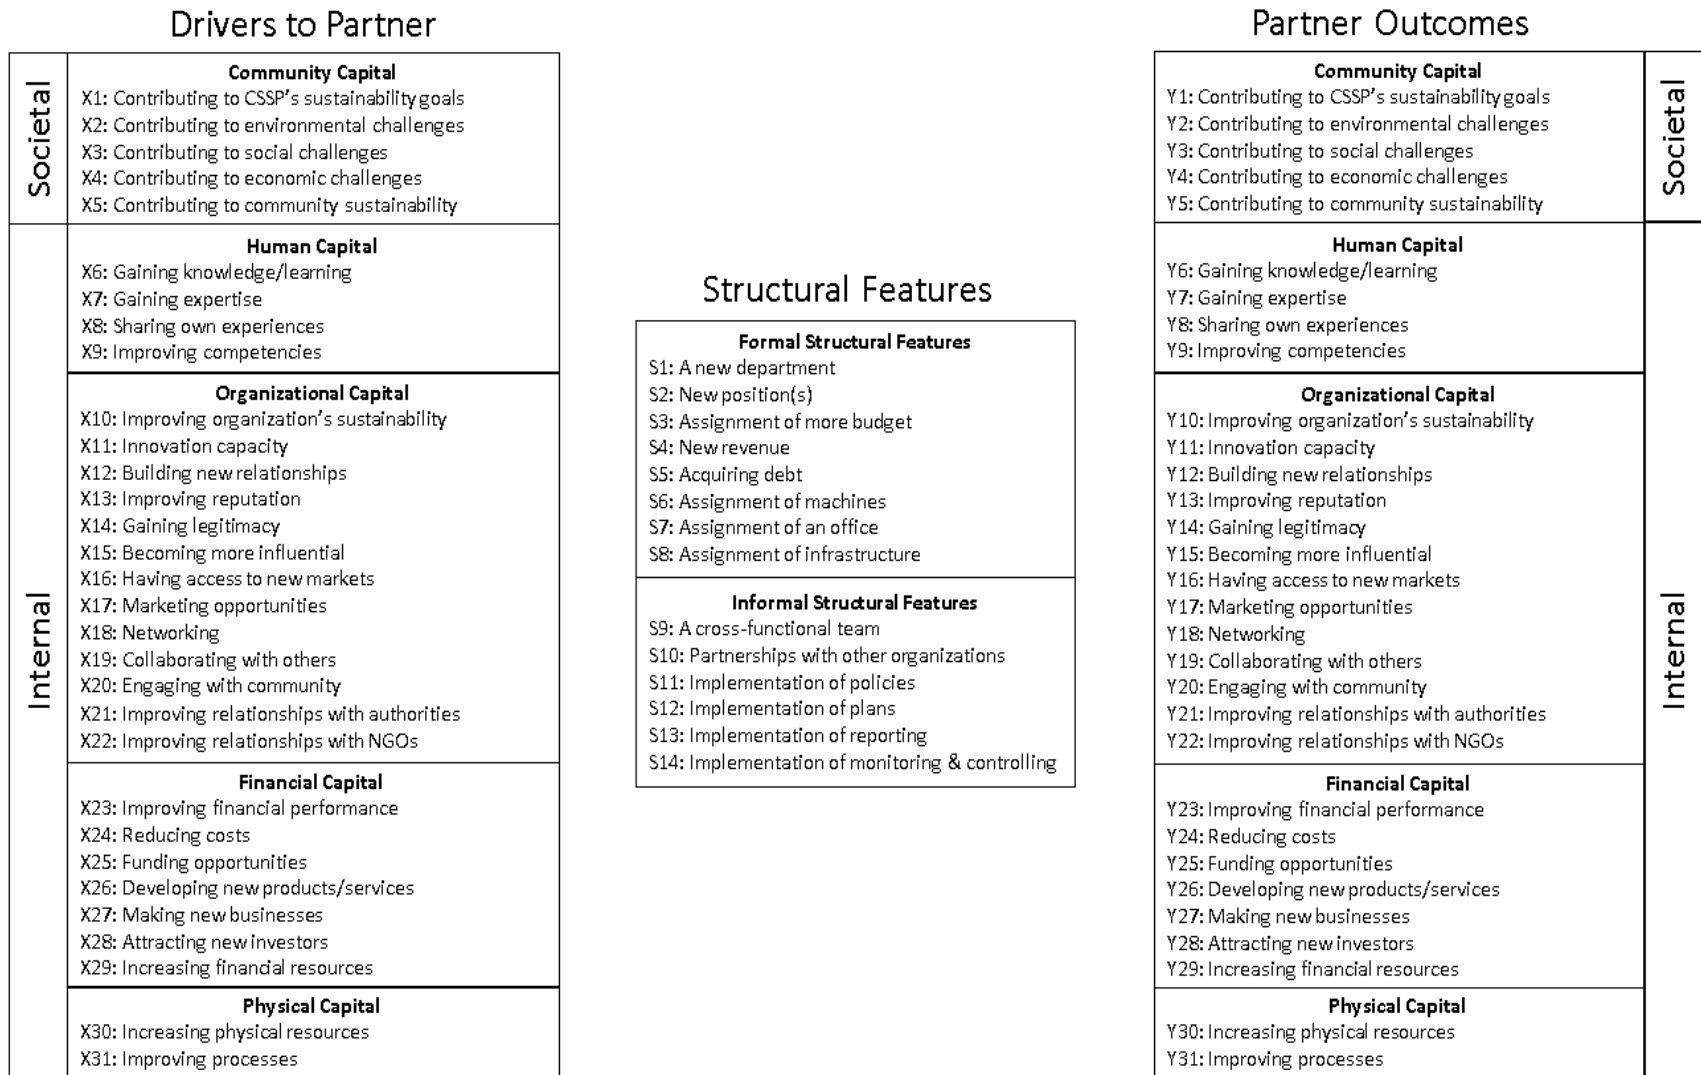 Drivers to Partner
Societal
Community Capital
X1: Contributing to CSSP's sustainability goals
X2: Contributing to environmental challenges
X3: Contributing to social challenges
X4: Contributing to economic challenges
X5: Contributing to community sustainability
Internal
Human Capital
X6: Gaining knowledge/learning
X7: Gaining expertise
X8: Sharing own experiences
X9: Improving competencies
Organizational Capital
X10: Improving organization's sustainability
X11: Innovation capacity
X12: Building new relationships
X13: Improving reputation
X14: Gaining legitimacy
X15: Becoming more influential
X16: Having access to new markets
X17: Marketing opportunities
X18: Networking
X19: Collaborating with others
X20: Engaging with community
X21: Improving relationships with authorities
X22: Improving relationships with NGOs
Financial Capital
X23: Improving financial performance
X24: Reducing costs
X25: Funding opportunities
X26: Developing new products/services
X27: Making new businesses
X28: Attracting new investors
X29: Increasing financial resources
Physical Capital
X30: Increasing physical resources
X31: Improving processes
Structural Features
Formal Structural Features
S1: A new department
S2: New position(s)
S3: Assignment of more budget
S4: New revenue
S5: Acquiring debt
S6: Assignment of machines
S7: Assignment of an office
S8: Assignment of infrastructure
Informal Structural Features
S9: A cross-functional team
S10: Partnerships with other organizations
S11: Implementation of policies
S12: Implementation of plans
S13: Implementation of reporting
S14: Implementation of monitoring & controlling
Partner Outcomes
Community Capital
Y1: Contributing to CSSP's sustainability goals
Y2: Contributing to environmental challenges
Y3: Contributing to social challenges
Y4: Contributing to economic challenges
Y5: Contributing to community sustainability
Societal
Human Capital
Y6: Gaining knowledge/learning
Y7: Gaining expertise
Y8: Sharing own experiences
Y9: Improving competencies
Organizational Capital
Y10: Improving organization's sustainability
Y11: Innovation capacity
Y12: Building new relationships
Y13: Improving reputation
Y14: Gaining legitimacy
Y15: Becoming more influential
Y16: Having access to new markets
Y17: Marketing opportunities
Y18: Networking
Y19: Collaborating with others
Y20: Engaging with community
Y21: Improving relationships with authorities
Y22: Improving relationships with NGOs
Financial Capital
Y23: Improving financial performance
Y24: Reducing costs
Y25: Funding opportunities
Y26: Developing new products/services
Y27: Making new businesses
Y28: Attracting new investors
Y29: Increasing financial resources
Physical Capital
Y30: Increasing physical resources
Y31: Improving processes
Internal